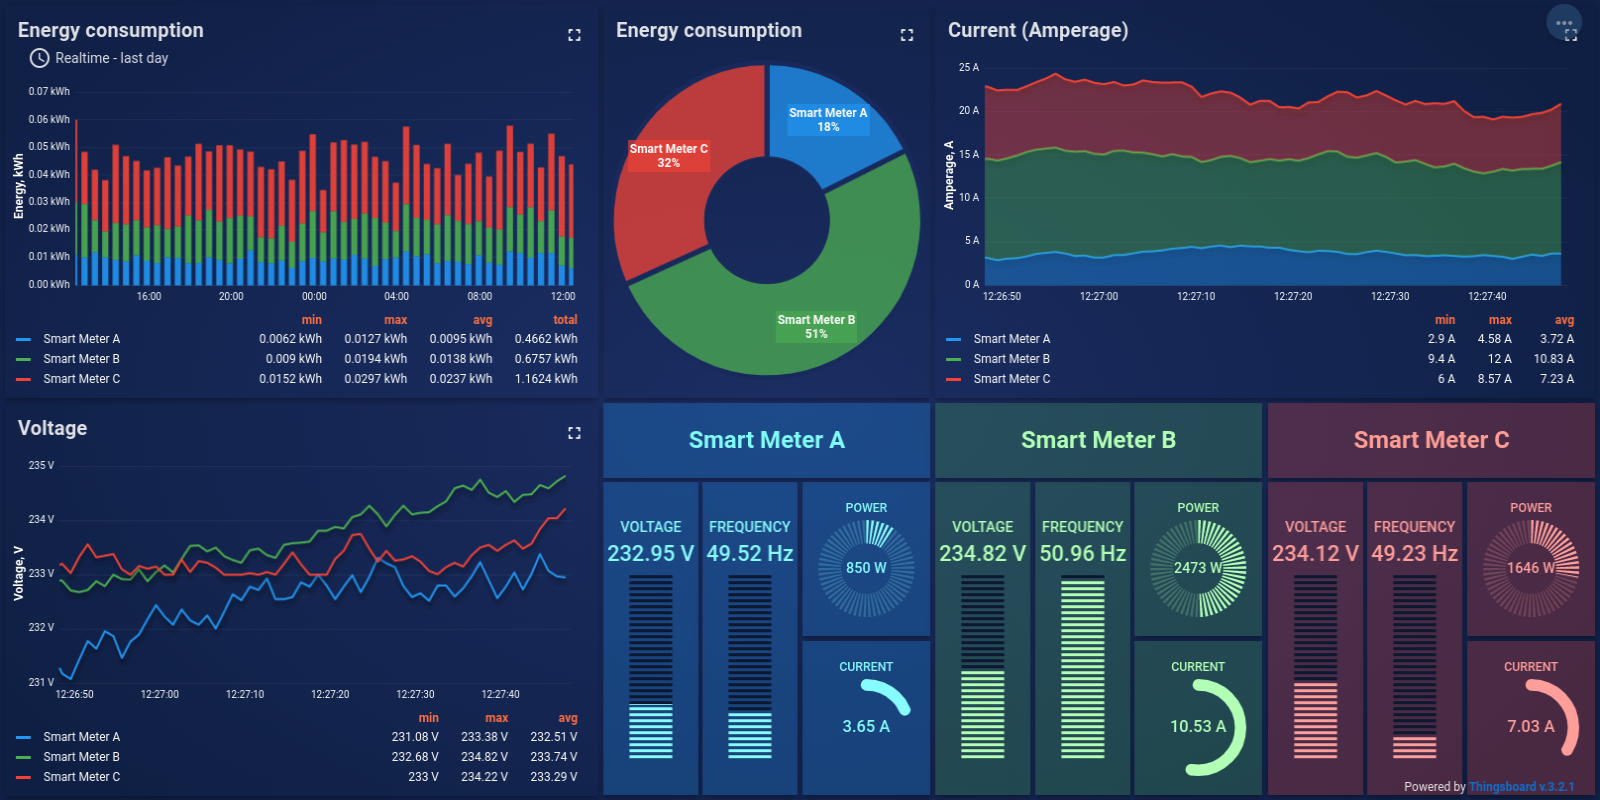 Energy consumption
Realtime - last day
0.07 kWh
0.06 kWh
0.05 kWh
0.04 kWh
0.03 kWh
0.02 kWh
0.01 kWh
0.00 kWh
Energy, kWh
16:00 20:00 00:00 04:00 08:00 12:00
min max avg total
Smart Meter A 0.0062 kWh 0.0127 kWh 0.0095 kWh 0.4662 kWh
Smart Meter B 0.009 kWh 0.0194 kWh 0.0138 kWh 0.6757 kWh
Smart Meter C 0.0152 kWh 0.0297 kWh 0.0237 kWh 1.1624 kWh
Energy consumption
Smart Meter A
18%
Smart Meter C
32%
Smart Meter B
51%
Current (Amperage)
25 A
20 A
15 A
10 A
5 A
0 A
Amperage, A
12:26:50 12:27:00 12:27:10 12:27:20 12:27:30 12:27:40
min max avg
Smart Meter A 2.9 A 4.58 A 3.72 A
Smart Meter B 9.4 A 12 A 10.83 A
Smart Meter C 6 A 8.57 A 7.23 A
Voltage
235 V
234 V
233 V
232 V
231 V
Voltage, V
12:26:50 12:27:00 12:27:10 12:27:20 12:27:30 12:27:40
min max avg
Smart Meter A 231.08 V 233.38 V 232.51 V
Smart Meter B 232.68 V 234.82 V 233.74 V
Smart Meter C 233 V 234.22 V 233.29 V
Smart Meter A
VOLTAGE
232.95 V
FREQUENCY
49.52 Hz
POWER
850 W
CURRENT
3.65 A
Smart Meter B
VOLTAGE
234.82 V
FREQUENCY
50.96 Hz
POWER
2473 W
CURRENT
10.53 A
Smart Meter C
VOLTAGE
234.12 V
FREQUENCY
49.23 Hz
POWER
1646 W
CURRENT
7.03 A
Powered by Thingsboard v.3.2.1